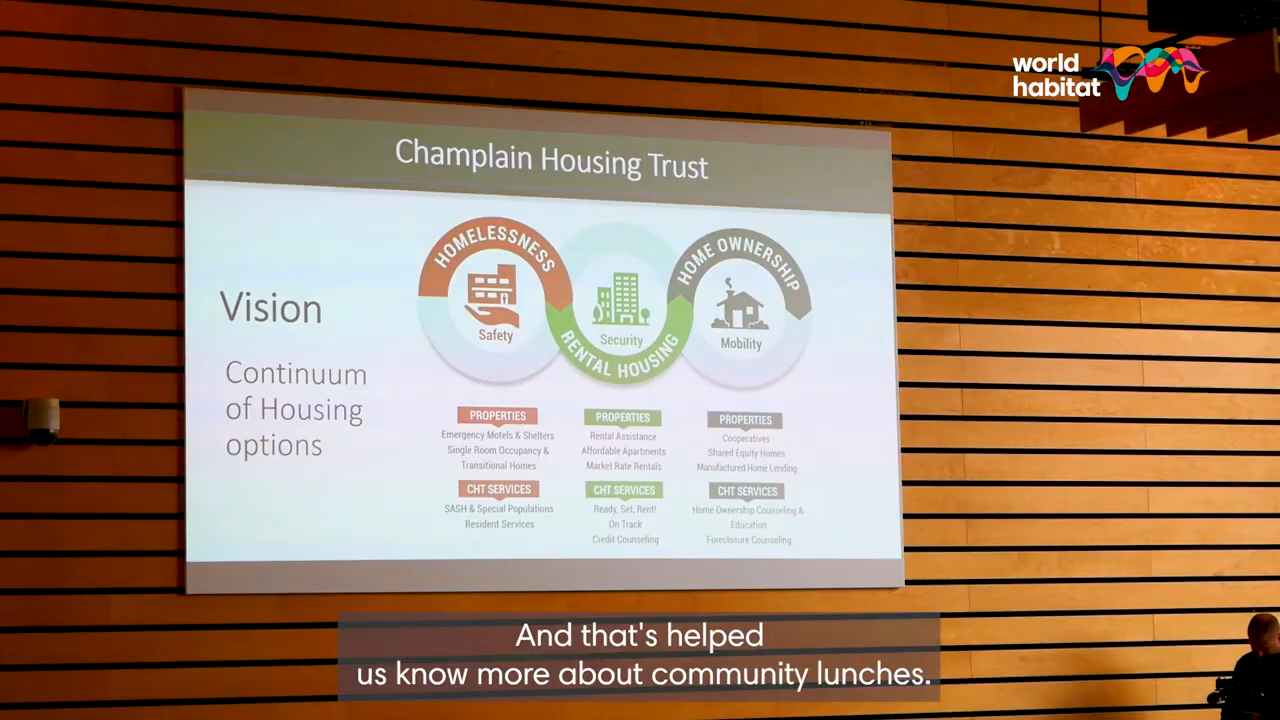 world
habitat
Champlain Housing Trust
Vision
Continuum
of Housing
options
HOMELESSNESS
Safety
RENTAL HOUSING
Security
HOME OWNERSHIP
Mobility
PROPERTIES
Emergency Motels & Shelters
Single Room Occupancy &
Transitional Homes
CHT SERVICES
SASH & Special Populations
Resident Services
PROPERTIES
Rental Assistance
Affordable Apartments
Market Rate Rentals
CHT SERVICES
Ready, Set, Rent!
On Track
Credit Counseling
PROPERTIES
Cooperatives
Shared Equity Homes
Manufactured Home Lending
CHT SERVICES
Home Ownership Counseling &
Education
Foreclosure Counseling
And that's helped
us know more about community lunches.